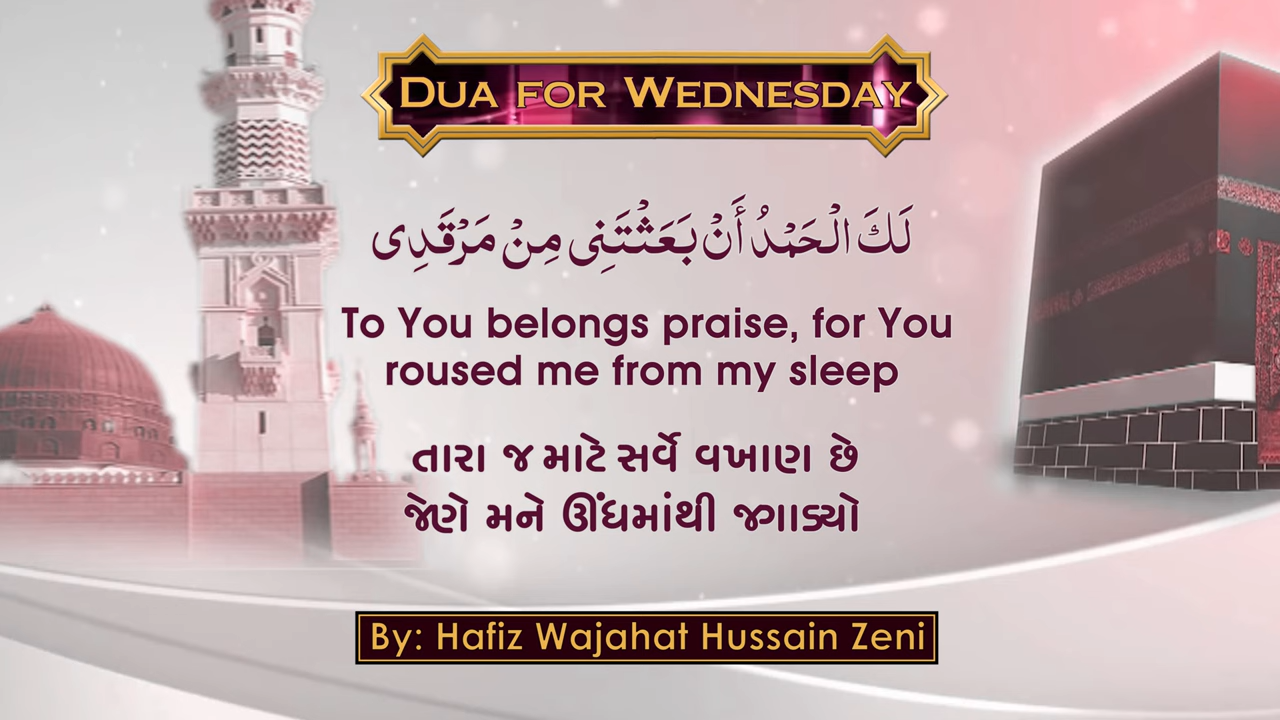 DUA FOR WEDNESDAY
لَكَ الْحَمْدُ أَنْ بَعَثْتَنِی مِنْ مَرْقَدِی
To You belongs praise, for You
roused me from my sleep
તારા જ માટે સર્વે વખાણ છે
જેણે મને ઊંઘમાંથી જગાડ્યો
By: Hafiz Wajahat Hussain Zeni